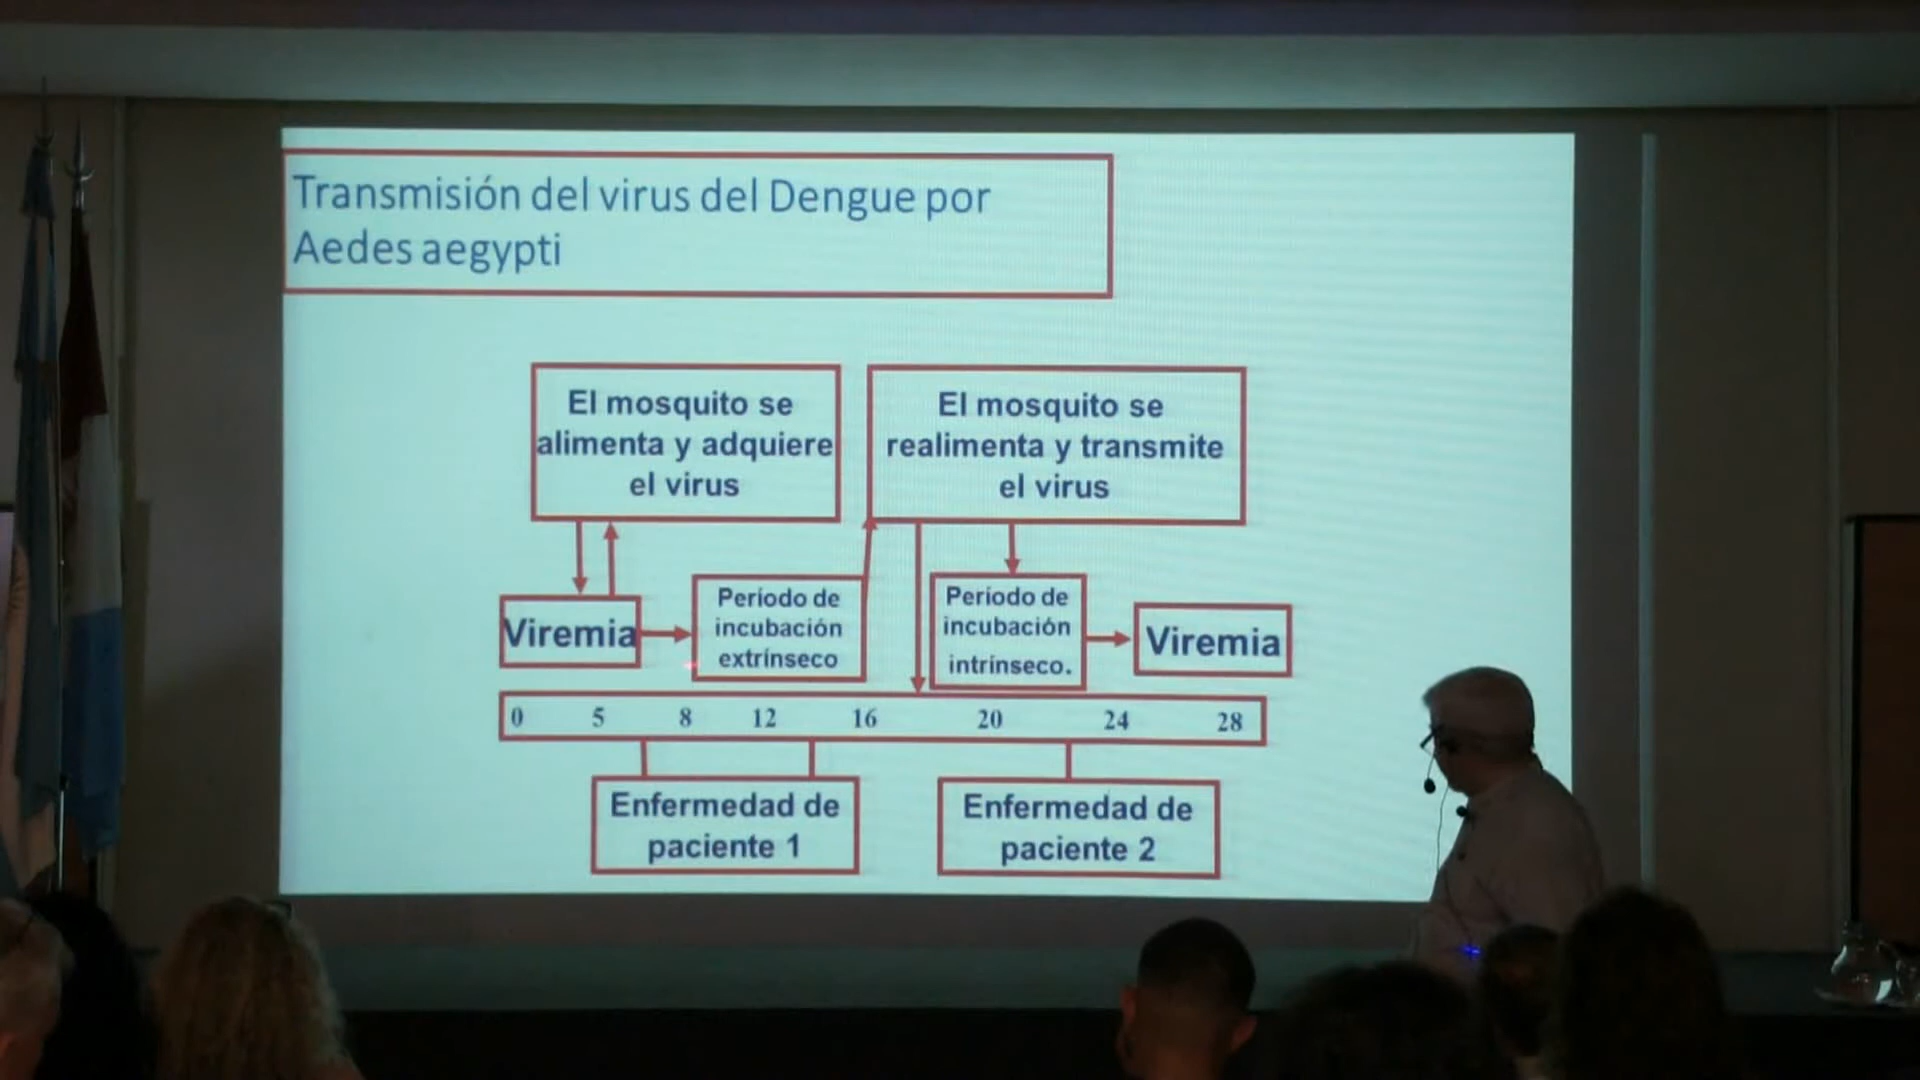 Transmisión del virus del Dengue por
Aedes aegypti
El mosquito se
alimenta y adquiere
el virus
El mosquito se
realimenta y transmite
el virus
Viremia
Período de
incubación
extrínseco
Período de
incubación
intrínseco.
Viremia
0 5 8 12 16 20 24 28
Enfermedad de
paciente 1
Enfermedad de
paciente 2